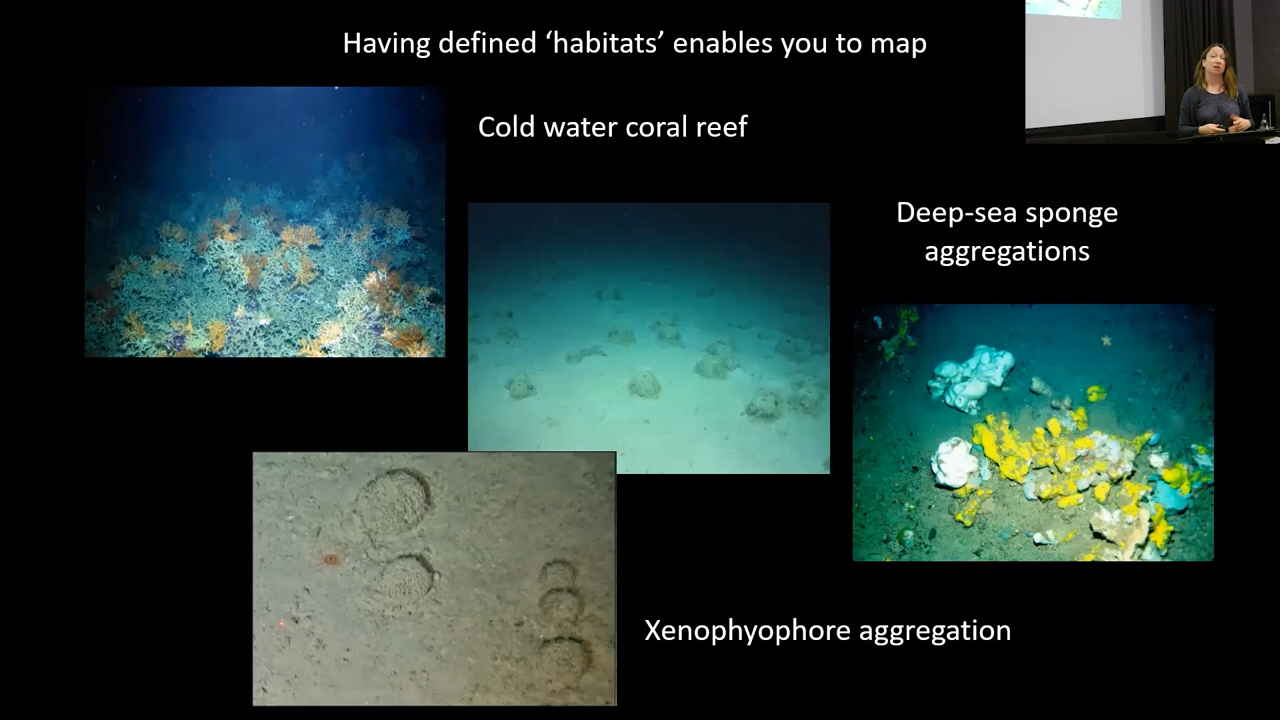 Having defined ‘habitats’ enables you to map
Cold water coral reef
Deep-sea sponge
aggregations
Xenophyophore aggregation